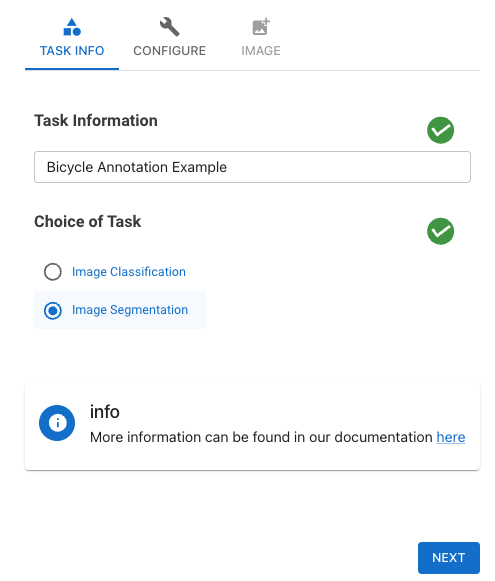 TASK INFO CONFIGURE IMAGE
Task Information
Bicycle Annotation Example
Choice of Task
Image Classification
Image Segmentation
info
More information can be found in our documentation here
NEXT